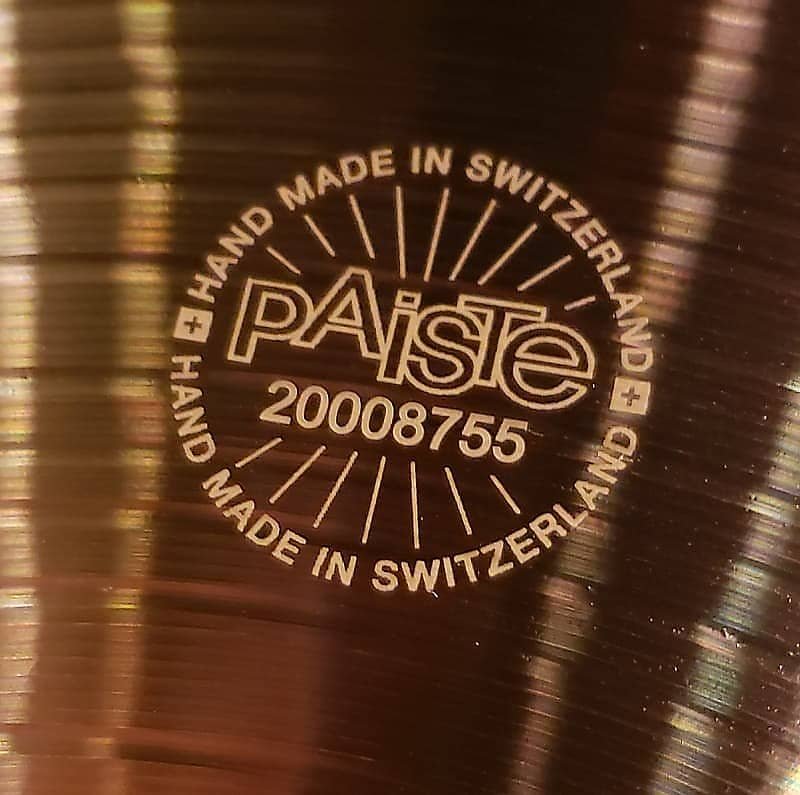 HAND MADE IN SWITZERLAND
PAiSTe
20008755
HAND MADE IN SWITZERLAND